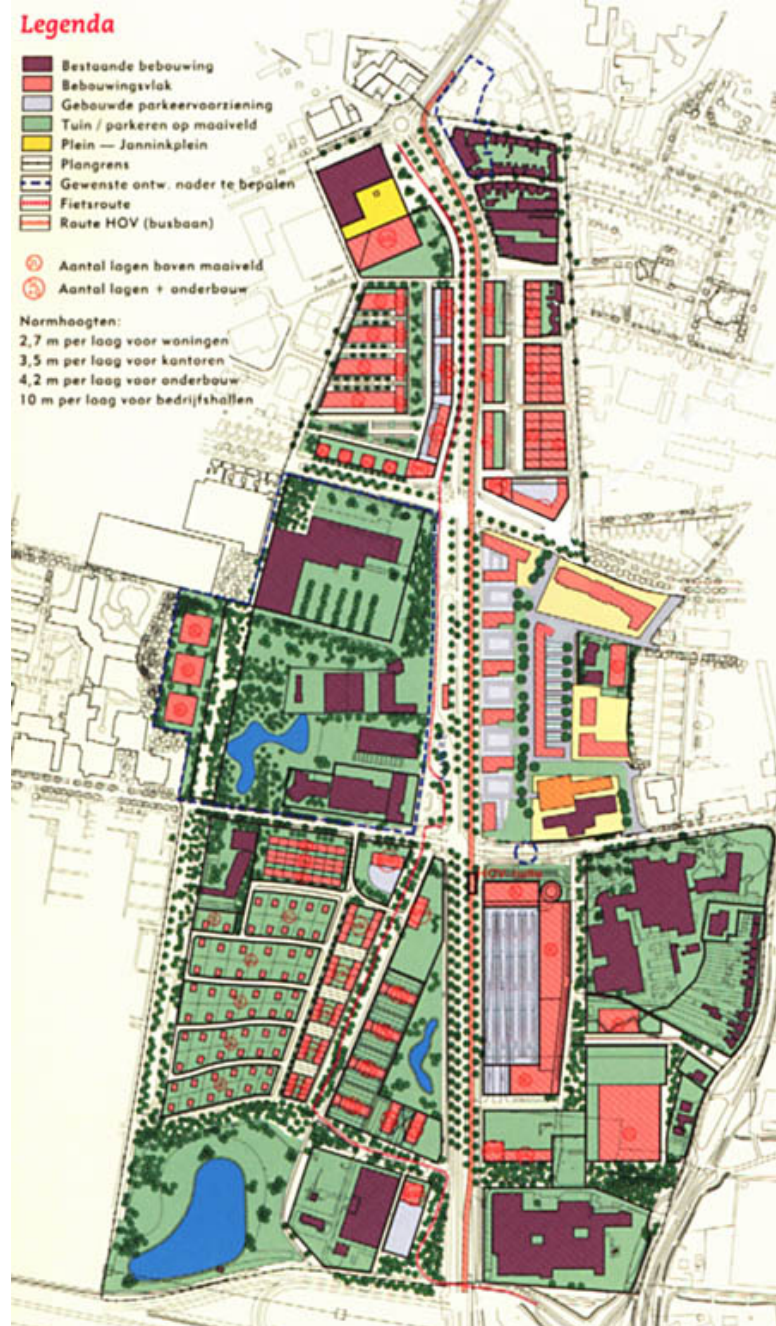 Legenda
Bestaande bebouwing
Bebouwingsvlak
Gebouwde parkeervoorziening
Tuin / parkeren op maaiveld
Plein — Janninkplein
Plangrens
Gewenste ontw. nader te bepalen
Fietsroute
Route HOV (busbaan)
Aantal lagen boven maaiveld
Aantal lagen + onderbouw
Normhoogten:
2,7 m per laag voor woningen
3,5 m per laag voor kantoren
4,2 m per laag voor onderbouw
10 m per laag voor bedrijfshallen